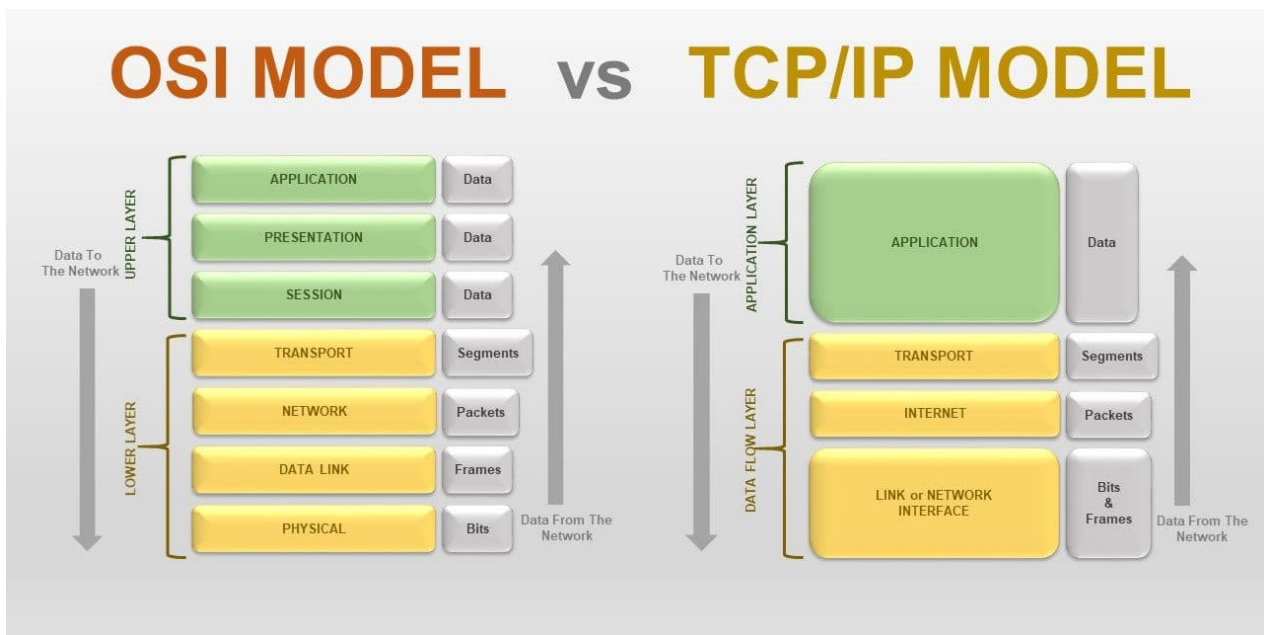 OSI MODEL vs TCP/IP MODEL
UPPER LAYER
APPLICATION Data
PRESENTATION Data
SESSION Data
LOWER LAYER
TRANSPORT Segments
NETWORK Packets
DATA LINK Frames
PHYSICAL Bits
Data To
The Network
Data From The
Network
APPLICATION LAYER
APPLICATION Data
DATA FLOW LAYER
TRANSPORT Segments
INTERNET Packets
LINK or NETWORK
INTERFACE
Bits
&
Frames
Data To
The Network
Data From The
Network